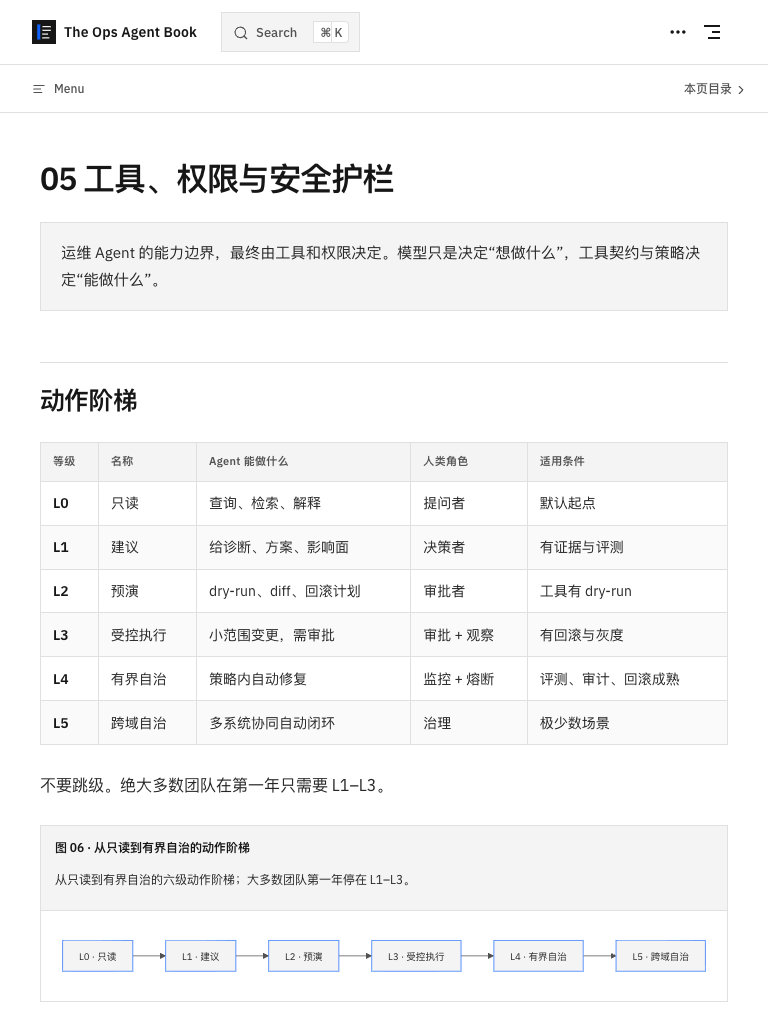 The Ops Agent Book
Search ⌘ K
Menu
本页目录
05 工具、权限与安全护栏
运维 Agent 的能力边界，最终由工具和权限决定。模型只是决定“想做什么”，工具契约与策略决
定“能做什么”。
动作阶梯
等级 名称 Agent 能做什么 人类角色 适用条件
L0 只读 查询、检索、解释 提问者 默认起点
L1 建议 给诊断、方案、影响面 决策者 有证据与评测
L2 预演 dry-run、diff、回滚计划 审批者 工具有 dry-run
L3 受控执行 小范围变更，需审批 审批 + 观察 有回滚与灰度
L4 有界自治 策略内自动修复 监控 + 熔断 评测、审计、回滚成熟
L5 跨域自治 多系统协同自动闭环 治理 极少数场景
不要跳级。绝大多数团队在第一年只需要 L1–L3。
图 06 · 从只读到有界自治的动作阶梯
从只读到有界自治的六级动作阶梯；大多数团队第一年停在 L1–L3。
L0 · 只读 L1 · 建议 L2 · 预演 L3 · 受控执行 L4 · 有界自治 L5 · 跨域自治